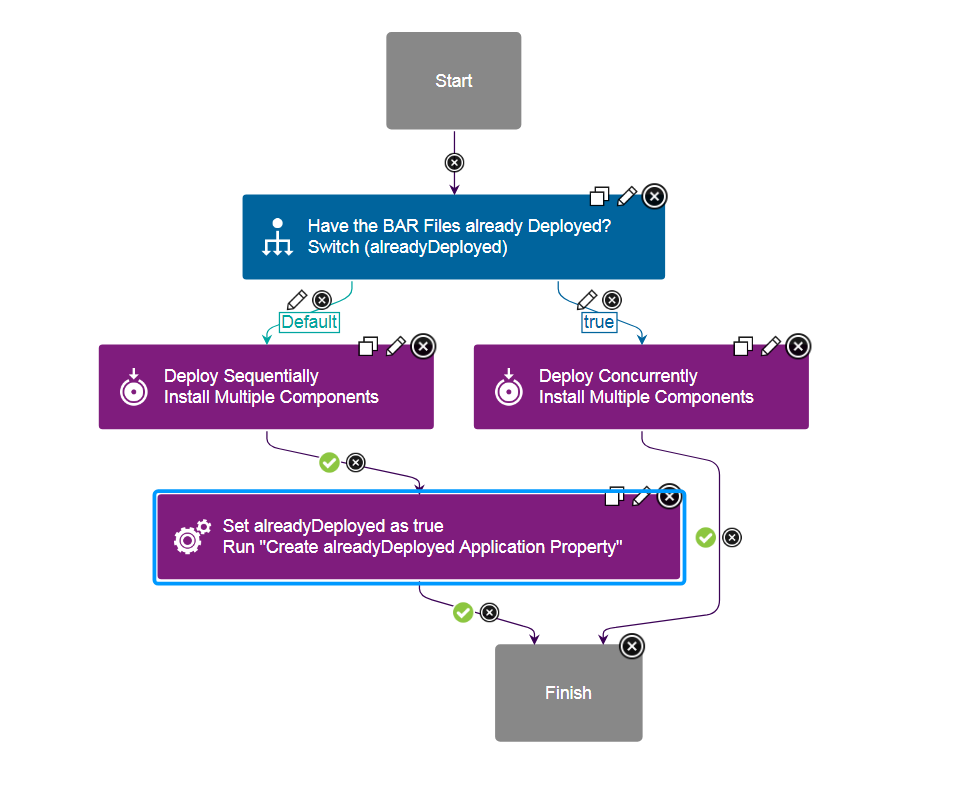 Start
Have the BAR Files already Deployed?
Switch (alreadyDeployed)
Default
true
Deploy Sequentially
Install Multiple Components
Deploy Concurrently
Install Multiple Components
Set alreadyDeployed as true
Run "Create alreadyDeployed Application Property"
Finish